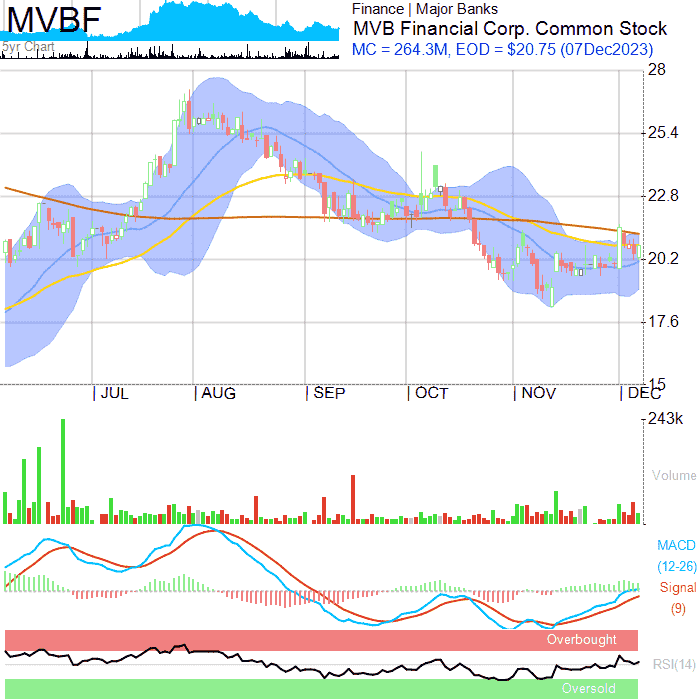 MVBF
5yr Chart
Finance | Major Banks
MVB Financial Corp. Common Stock
MC = 264.3M, EOD = $20.75 (07Dec2023)
28
25.4
22.8
20.2
17.6
15
JUL AUG SEP OCT NOV DEC
243k
Volume
MACD
(12-26)
Signal
(9)
Overbought
RSI(14)
Oversold